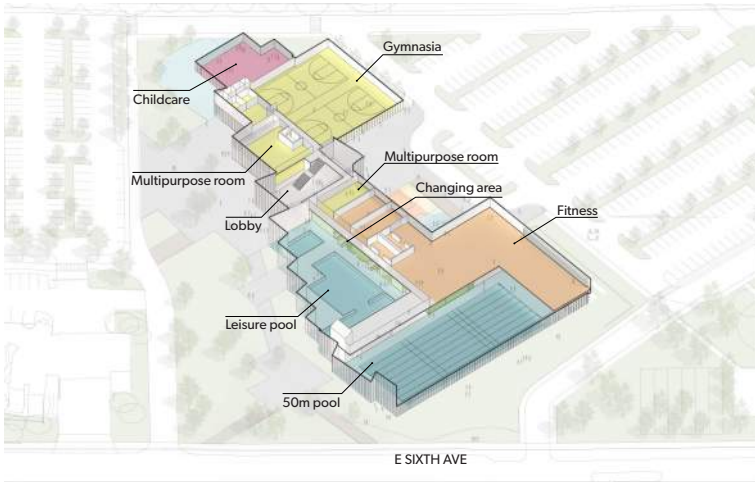 Gymnasia
Childcare
Multipurpose room
Multipurpose room
Changing area
Lobby
Fitness
Leisure pool
50m pool
E SIXTH AVE